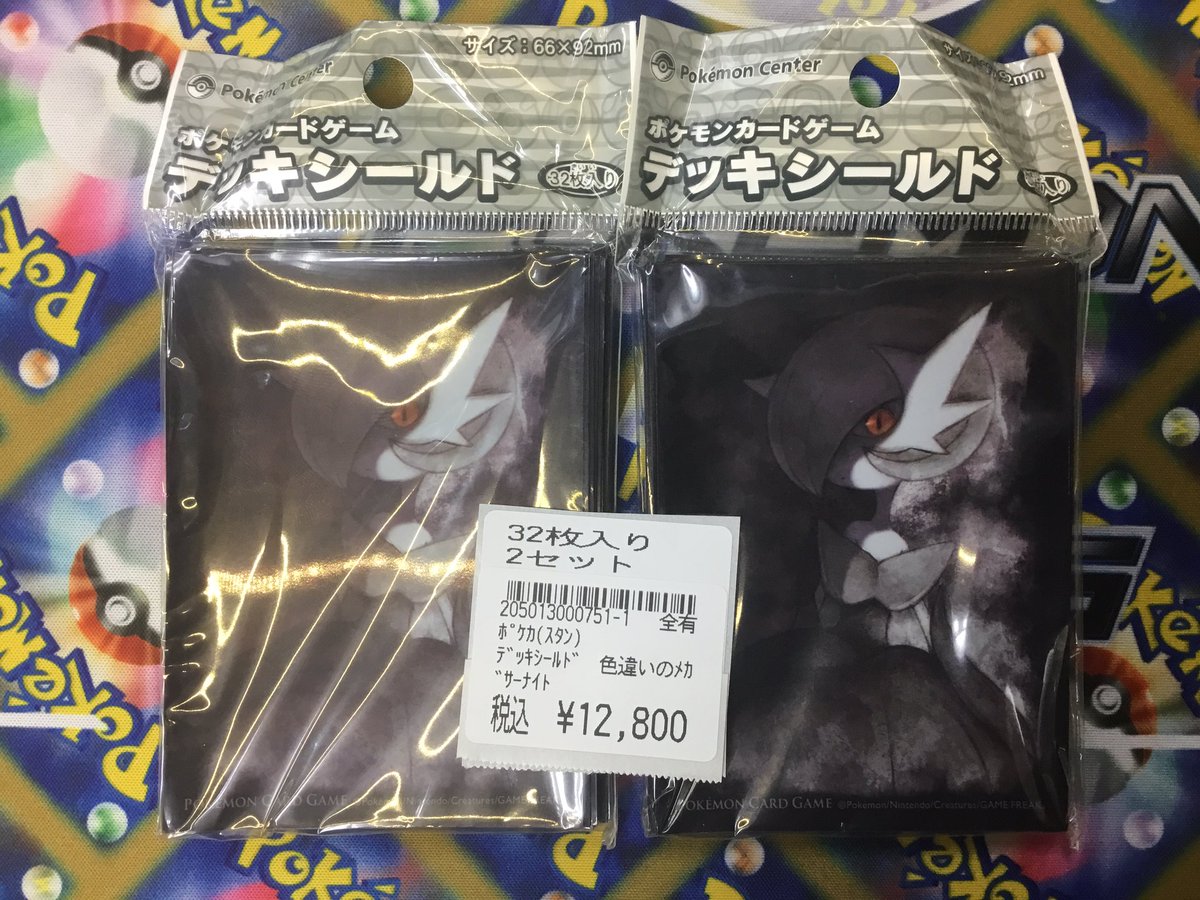 サイズ：66×92mm
Pokémon Center
ポケモンカードゲーム
デッキシールド
32枚入り
Pokémon Center
ポケモンカードゲーム
デッキシールド
32枚入り
2セット
205013000751-1 全有
ﾎﾟｹｶ(ｽﾀﾝ)
ﾃﾞｯｷｼｰﾙﾄﾞ 色違いのﾒｶ
ﾞｻｰﾅｲﾄ
税込 ¥12,800
POKÉMON CARD GAME ©Pokémon/Nintendo/Creatures/GAME FREAK
POKÉMON CARD GAME ©Pokémon/Nintendo/Creatures/GAME FREAK